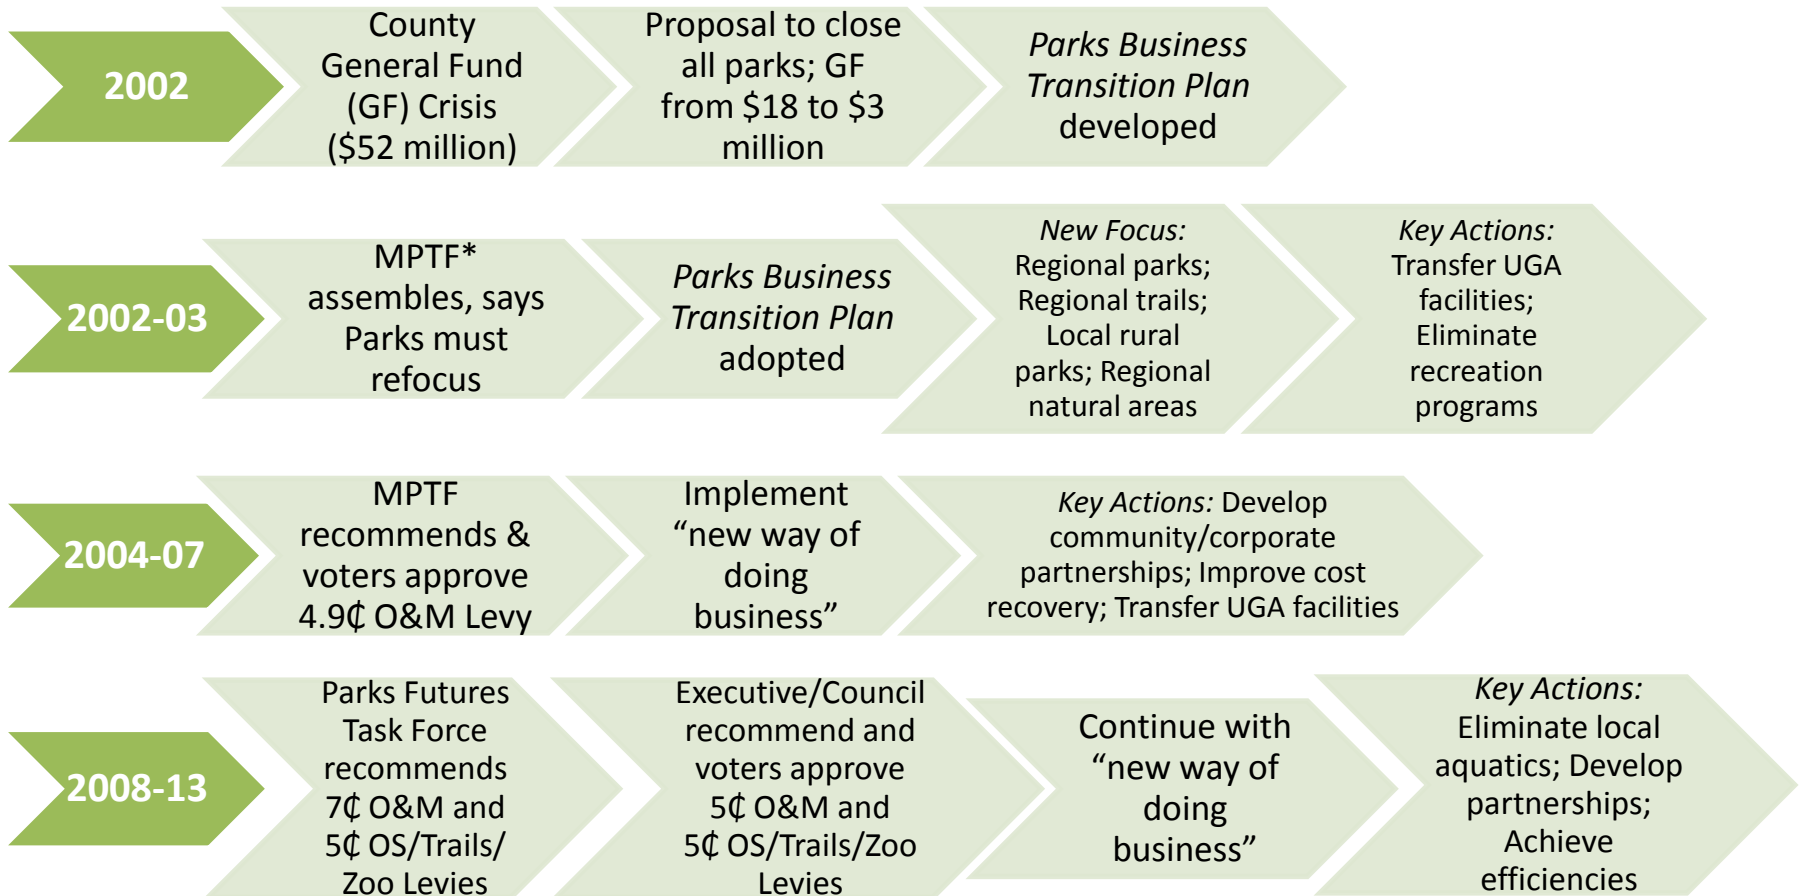 2002
County
General Fund
(GF) Crisis
($52 million)
Proposal to close
all parks; GF
from $18 to $3
million
Parks Business
Transition Plan
developed
2002-03
MPTF*
assembles, says
Parks must
refocus
Parks Business
Transition Plan
adopted
New Focus:
Regional parks;
Regional trails;
Local rural
parks; Regional
natural areas
Key Actions:
Transfer UGA
facilities;
Eliminate
recreation
programs
2004-07
MPTF
recommends &
voters approve
4.9₵ O&M Levy
Implement
“new way of
doing
business”
Key Actions: Develop
community/corporate
partnerships; Improve cost
recovery; Transfer UGA facilities
2008-13
Parks Futures
Task Force
recommends
7₵ O&M and
5₵ OS/Trails/
Zoo Levies
Executive/Council
recommend and
voters approve
5₵ O&M and
5₵ OS/Trails/Zoo
Levies
Continue with
“new way of
doing
business”
Key Actions:
Eliminate local
aquatics; Develop
partnerships;
Achieve
efficiencies